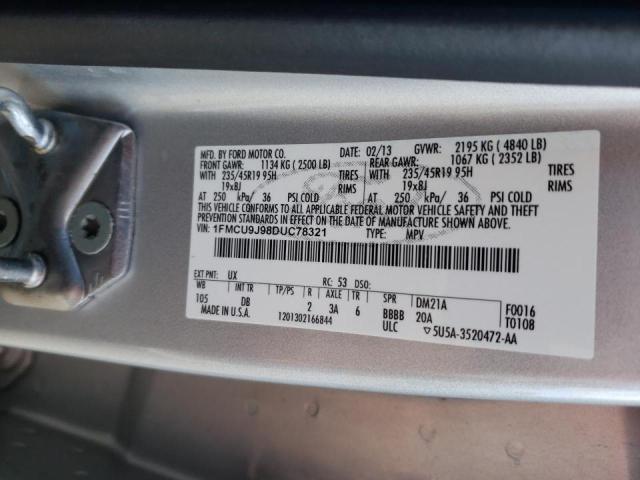 MFD. BY FORD MOTOR CO. 02/13 GVWR: 2195 KG ( 4840 LB)
FRONT GAWR: 1134 KG ( 2500 LB) REAR GAWR: 1067 KG ( 2352 LB)
WITH 235/45R19 95H TIRES WITH 235/45R19 95H TIRES
19x8J RIMS 19x8J RIMS
AT 250 kPa/ 36 PSI COLD AT 250 kPa/ 36 PSI COLD
THIS VEHICLE CONFORMS TO ALL APPLICABLE FEDERAL MOTOR VEHICLE SAFETY AND THEFT
PREVENTION STANDARDS IN EFFECT ON THE DATE OF MANUFACTURE SHOWN ABOVE.
VIN: 1FMCU9J98DUC78321 TYPE: MPV
EXT PNT: UX RC: 53 DSO:
WB INT TR TP/PS R AXLE TR SPR DM21A F0016
105 DB 2 3A 6 BBBB 20A T0108
MADE IN U.S.A. 1201302166844 ULC ▽5U5A-3520472-AA